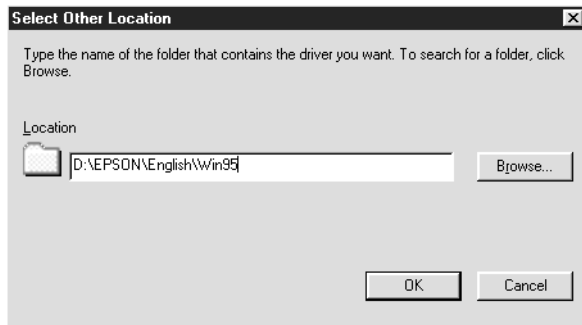 Select Other Location
Type the name of the folder that contains the driver you want. To search for a folder, click
Browse.
Location
D:\EPSON\English\Win95
Browse...
OK
Cancel